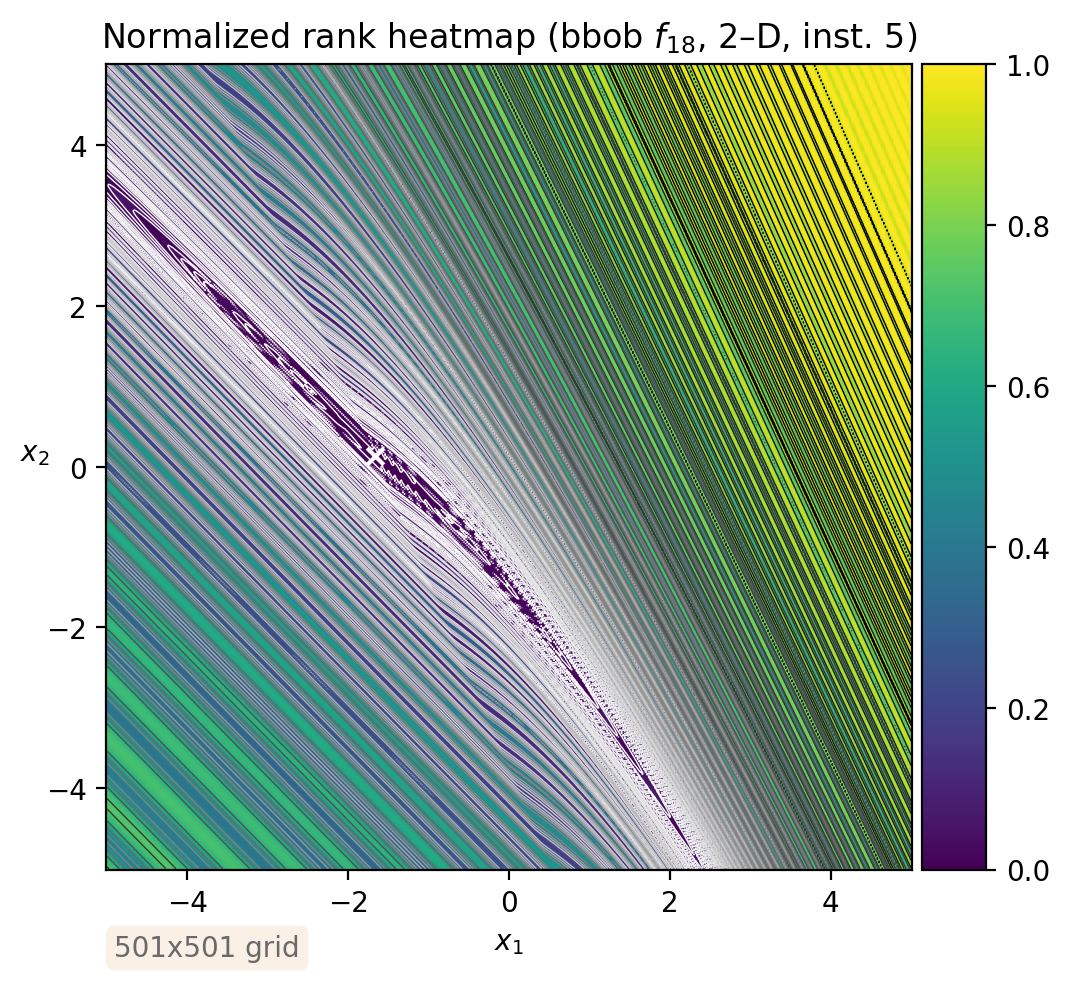 Normalized rank heatmap (bbob f₁₈, 2–D, inst. 5)
1.0
0.8
0.6
0.4
0.2
0.0
4
2
0
−2
−4
x₂
−4 −2 0 2 4
x₁
501x501 grid